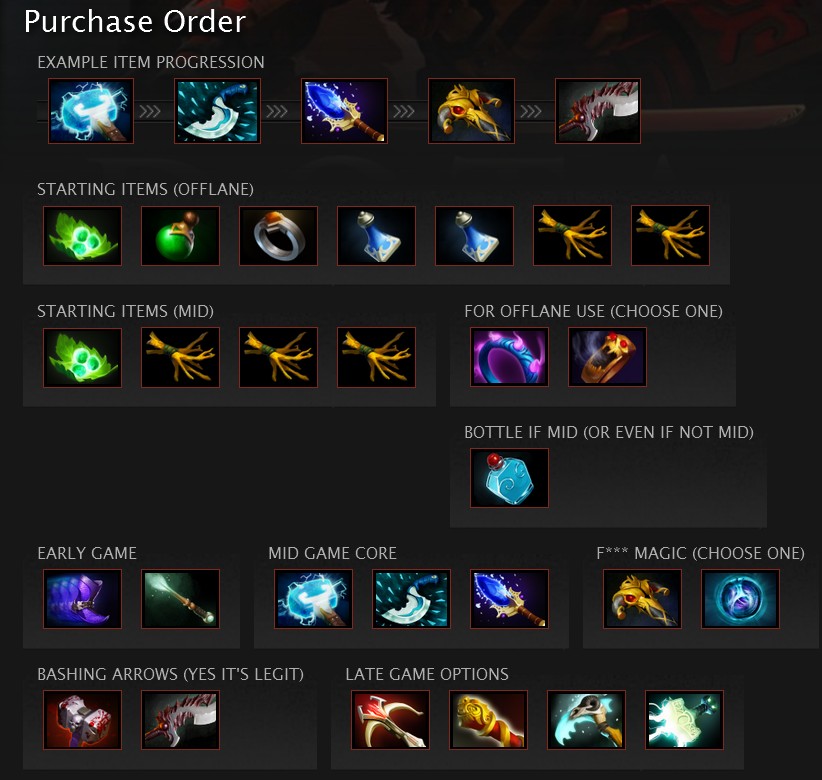 Purchase Order
EXAMPLE ITEM PROGRESSION
STARTING ITEMS (OFFLANE)
STARTING ITEMS (MID)
FOR OFFLANE USE (CHOOSE ONE)
BOTTLE IF MID (OR EVEN IF NOT MID)
EARLY GAME
MID GAME CORE
F*** MAGIC (CHOOSE ONE)
BASHING ARROWS (YES IT'S LEGIT)
LATE GAME OPTIONS